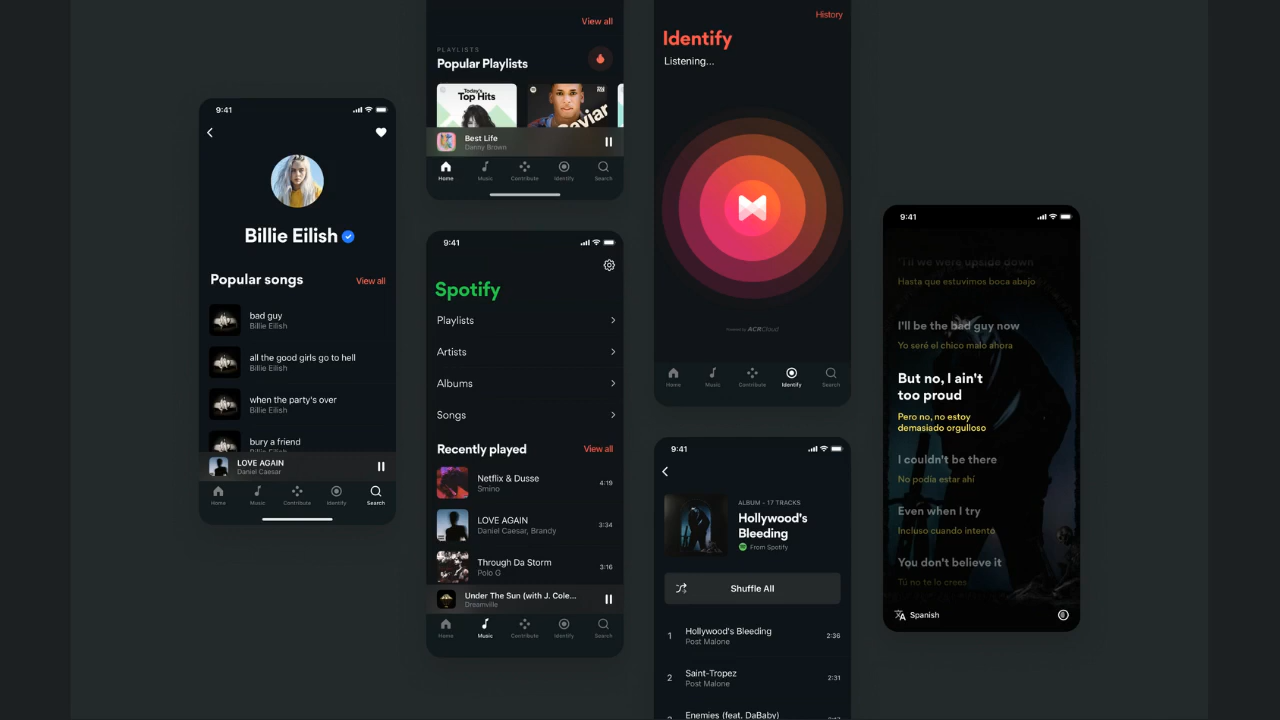 9:41
Billie Eilish
Popular songs
View all
bad guy
Billie Eilish
all the good girls go to hell
Billie Eilish
when the party's over
Billie Eilish
bury a friend
Billie Eilish
LOVE AGAIN
Daniel Caesar
Home Music Contribute Identify Search
View all
PLAYLISTS
Popular Playlists
Today's
Top Hits
Caviar
Best Life
Danny Brown
Home Music Contribute Identify Search
9:41
Spotify
Playlists
Artists
Albums
Songs
Recently played
View all
Netflix & Dusse
Smino
4:19
LOVE AGAIN
Daniel Caesar, Brandy
3:34
Through Da Storm
Polo G
3:16
Under The Sun (with J. Cole...
Dreamville
Home Music Contribute Identify Search
History
Identify
Listening...
Powered by ACRCloud
Home Music Contribute Identify Search
9:41
ALBUM - 17 TRACKS
Hollywood's
Bleeding
From Spotify
Shuffle All
1 Hollywood's Bleeding
Post Malone
2:36
2 Saint-Tropez
Post Malone
2:31
Enemies (feat. DaBaby)
9:41
'Til we were upside down
Hasta que estuvimos boca abajo
I'll be the bad guy now
Yo seré el chico malo ahora
But no, I ain't
too proud
Pero no, no estoy
demasiado orgulloso
I couldn't be there
No podía estar ahí
Even when I try
Incluso cuando intento
You don't believe it
Tú no te lo crees
Spanish